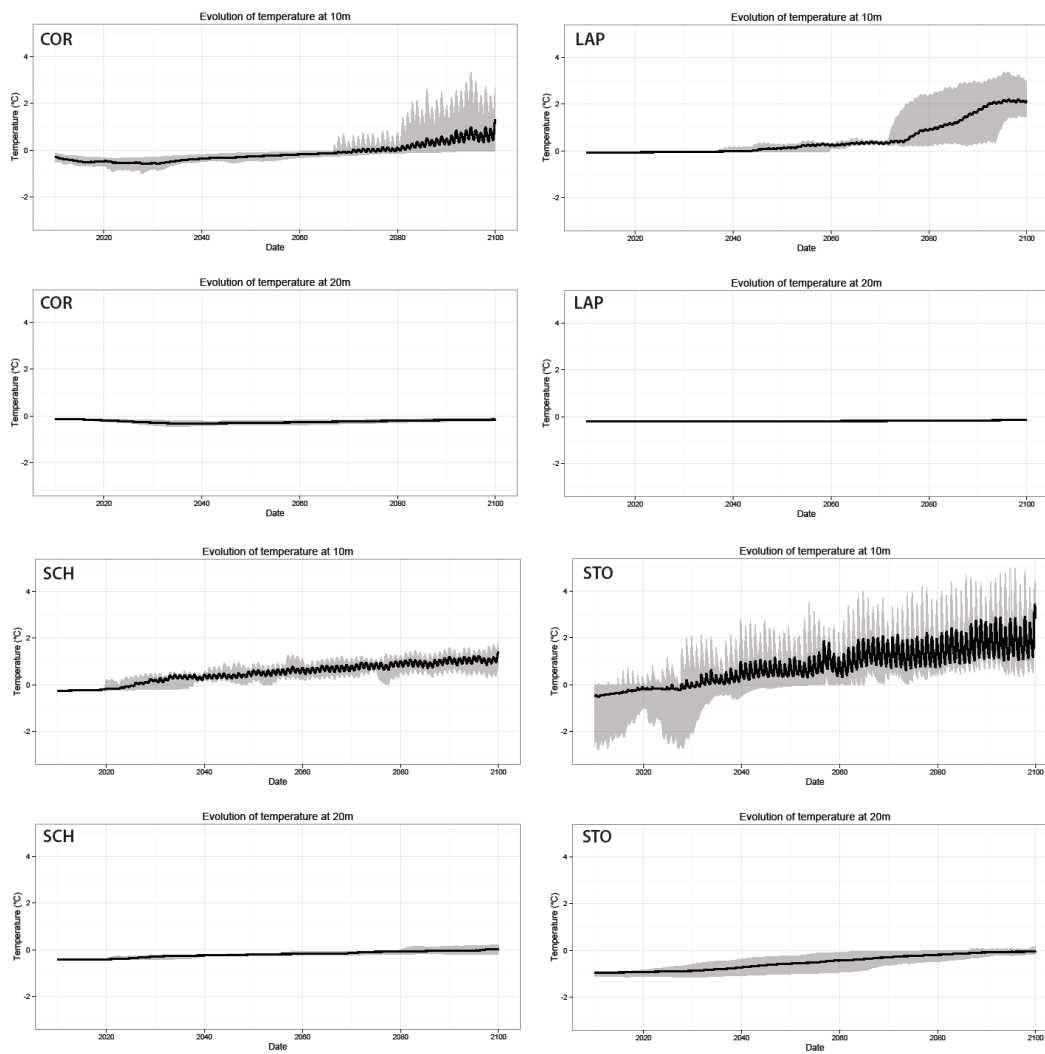 Evolution of temperature at 10m
COR
4
2
0
-2
Temperature (°C)
2020 2040 2060 2080 2100
Date
Evolution of temperature at 10m
LAP
4
2
0
-2
Temperature (°C)
2020 2040 2060 2080 2100
Date
Evolution of temperature at 20m
COR
4
2
0
-2
Temperature (°C)
2020 2040 2060 2080 2100
Date
Evolution of temperature at 20m
LAP
4
2
0
-2
Temperature (°C)
2020 2040 2060 2080 2100
Date
Evolution of temperature at 10m
SCH
4
2
0
-2
Temperature (°C)
2020 2040 2060 2080 2100
Date
Evolution of temperature at 10m
STO
4
2
0
-2
Temperature (°C)
2020 2040 2060 2080 2100
Date
Evolution of temperature at 20m
SCH
4
2
0
-2
Temperature (°C)
2020 2040 2060 2080 2100
Date
Evolution of temperature at 20m
STO
4
2
0
-2
Temperature (°C)
2020 2040 2060 2080 2100
Date